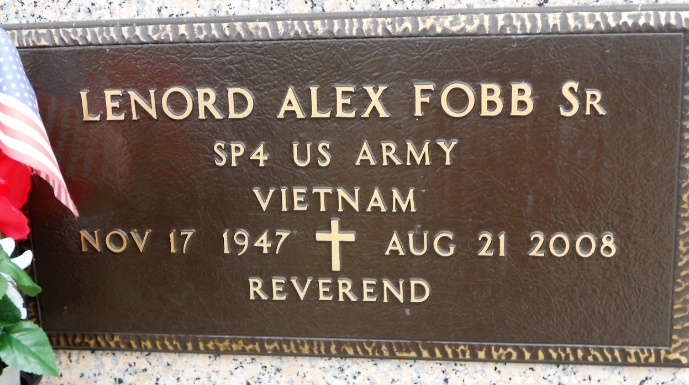 LENORD ALEX FOBB SR
SP4 US ARMY
VIETNAM
NOV 17 1947 AUG 21 2008
REVEREND